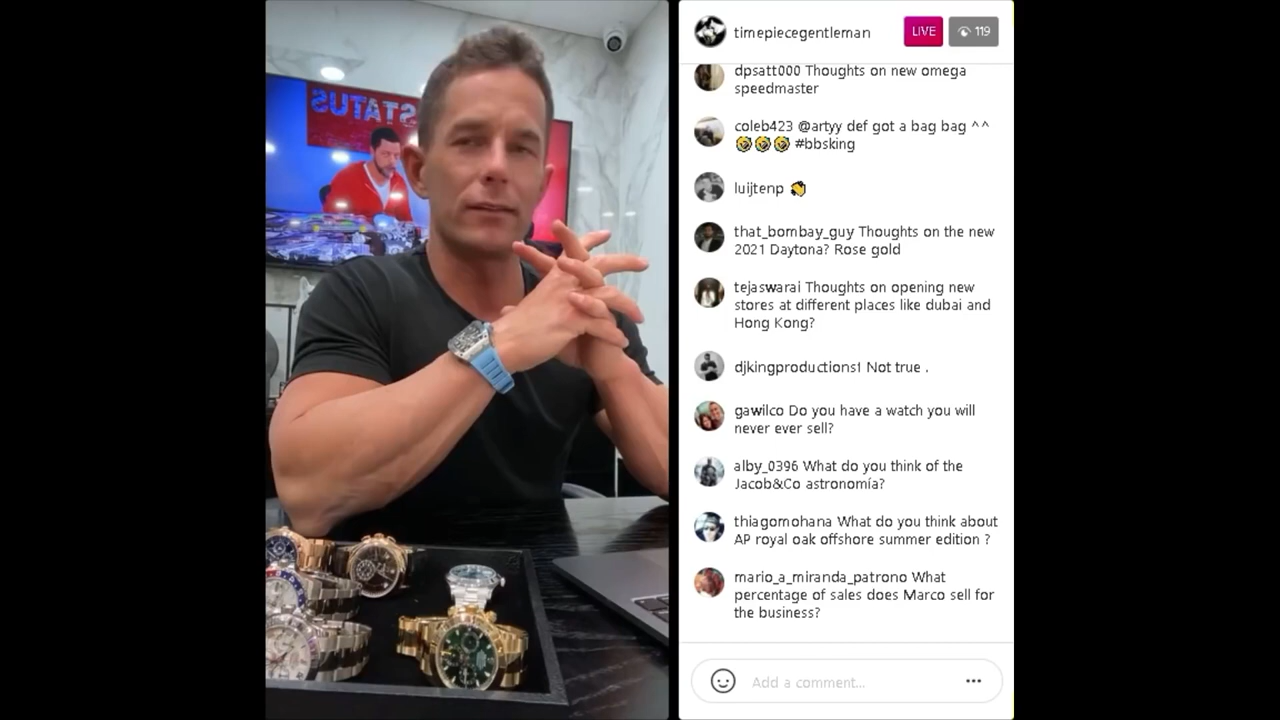 STATUS
timepiecegentleman
LIVE
119
dpsatt000 Thoughts on new omega
speedmaster
coleb423 @artyy def got a bag bag ^^
🤣🤣🤣 #bbsking
luijtenp 👏
that_bombay_guy Thoughts on the new
2021 Daytona? Rose gold
tejaswarai Thoughts on opening new
stores at different places like dubai and
Hong Kong?
djkingproductions1 Not true .
gawilco Do you have a watch you will
never ever sell?
alby_0396 What do you think of the
Jacob&Co astronomía?
thiagomohana What do you think about
AP royal oak offshore summer edition ?
mario_a_miranda_patrono What
percentage of sales does Marco sell for
the business?
Add a comment...